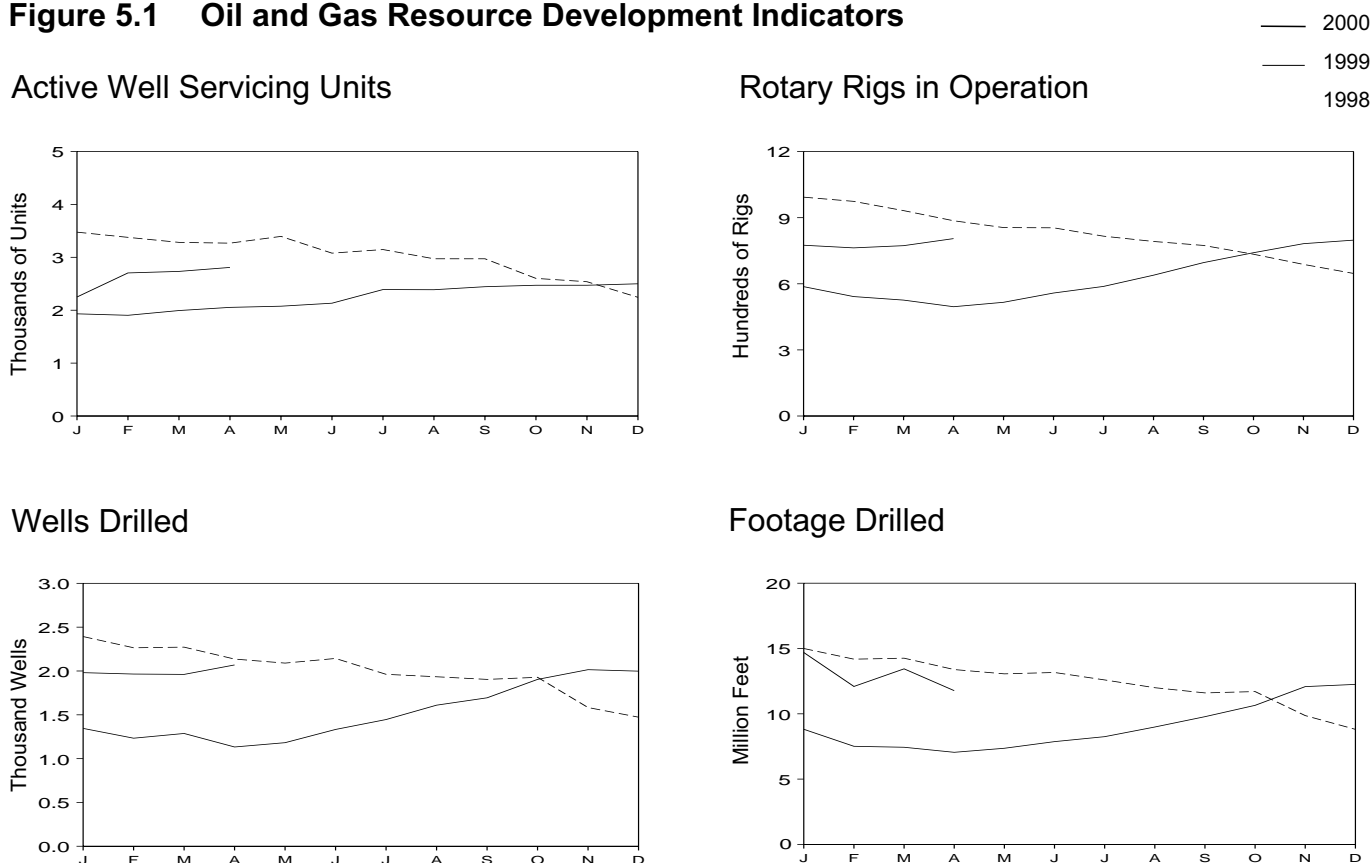 Figure 5.1 Oil and Gas Resource Development Indicators
2000
1999
1998
Active Well Servicing Units
Thousands of Units
5
4
3
2
1
0
J F M A M J J A S O N D
Rotary Rigs in Operation
Hundreds of Rigs
12
9
6
3
0
J F M A M J J A S O N D
Wells Drilled
Thousand Wells
3.0
2.5
2.0
1.5
1.0
0.5
0.0
J F M A M J J A S O N D
Footage Drilled
Million Feet
20
15
10
5
0
J F M A M J J A S O N D